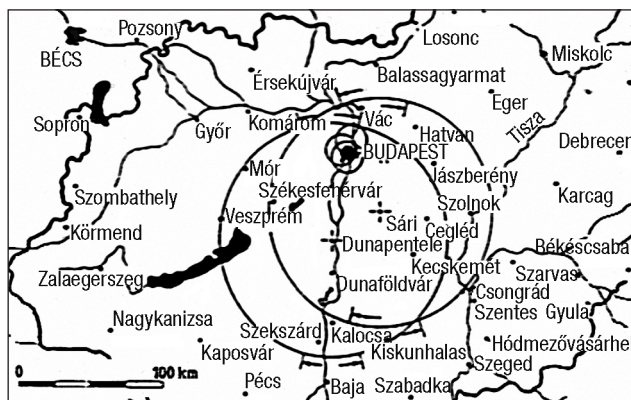 Pozsony
BÉCS
Losonc
Miskolc
Érsekújvár
Balassagyarmat
Eger
Tisza
Sopron
Győr
Komárom
Vác
Hatvan
Debrecen
BUDAPEST
Mór
Jászberény
Szombathely
Székesfehérvár
Karcag
Szolnok
Veszprém
Sári
Cegléd
Körmend
Dunapentele
Békéscsaba
Zalaegerszeg
Kecskemét
Szarvas
Dunaföldvár
Csongrád
Szentes
Gyula
Nagykanizsa
Szekszárd
Kalocsa
Hódmezővásárhe
Kaposvár
Kiskunhalas
Szeged
0
100 km
Pécs
Baja
Szabadka